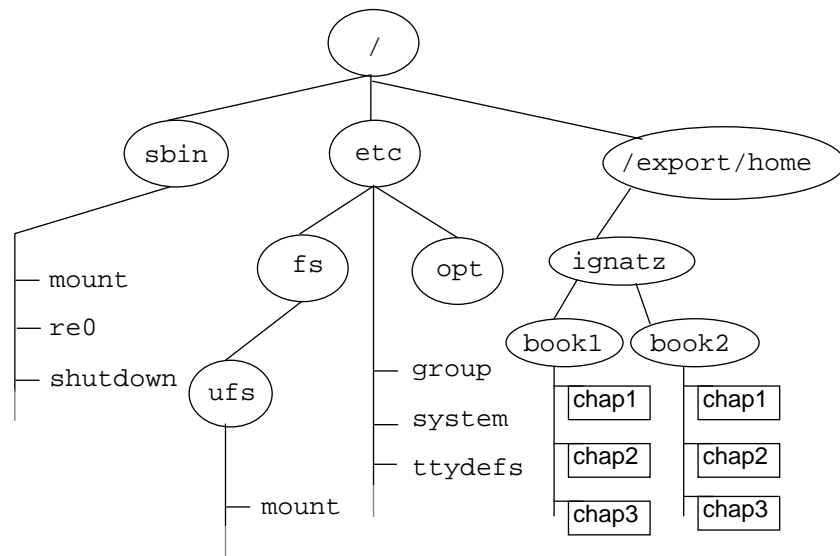 /
sbin
etc
/export/home
fs
opt
ignatz
mount
re0
shutdown
ufs
mount
group
system
ttydefs
book1
book2
chap1
chap2
chap3
chap1
chap2
chap3